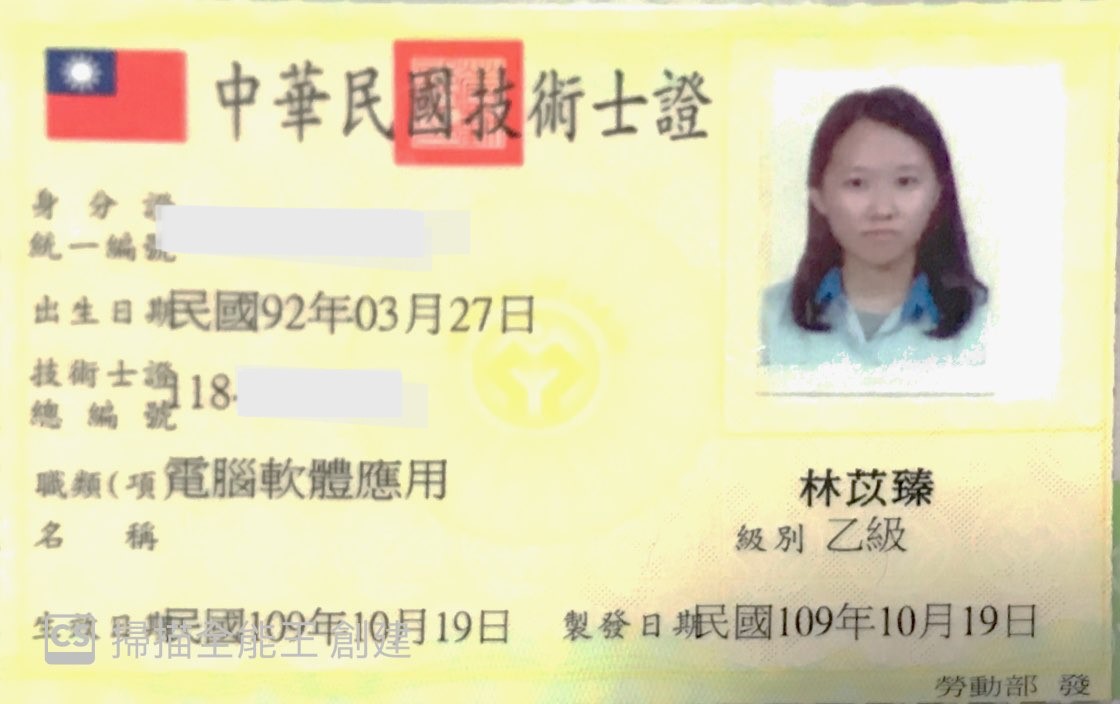 中華民國技術士證
身分證
統一編號
出生日期民國92年03月27日
技術士證
總編號
118-
職類(項)電腦軟體應用
名稱
林苡臻
級別 乙級
民國109年10月19日
製發日期民國109年10月19日
CS 掃描全能王 創建
勞動部 發